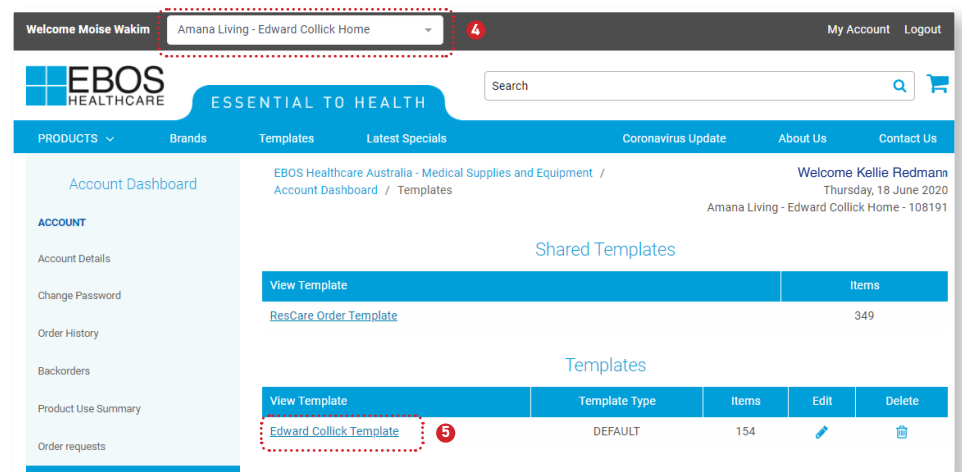 Welcome Moise Wakim Amana Living - Edward Collick Home 4 My Account Logout
EBOS
HEALTHCARE
ESSENTIAL TO HEALTH
Search
PRODUCTS Brands Templates Latest Specials Coronavirus Update About Us Contact Us
Account Dashboard
ACCOUNT
Account Details
Change Password
Order History
Backorders
Product Use Summary
Order requests
EBOS Healthcare Australia - Medical Supplies and Equipment /
Account Dashboard / Templates
Welcome Kellie Redmann
Thursday, 18 June 2020
Amana Living - Edward Collick Home - 108191
Shared Templates
View Template Items
ResCare Order Template 349
Templates
View Template Template Type Items Edit Delete
Edward Collick Template 5 DEFAULT 154